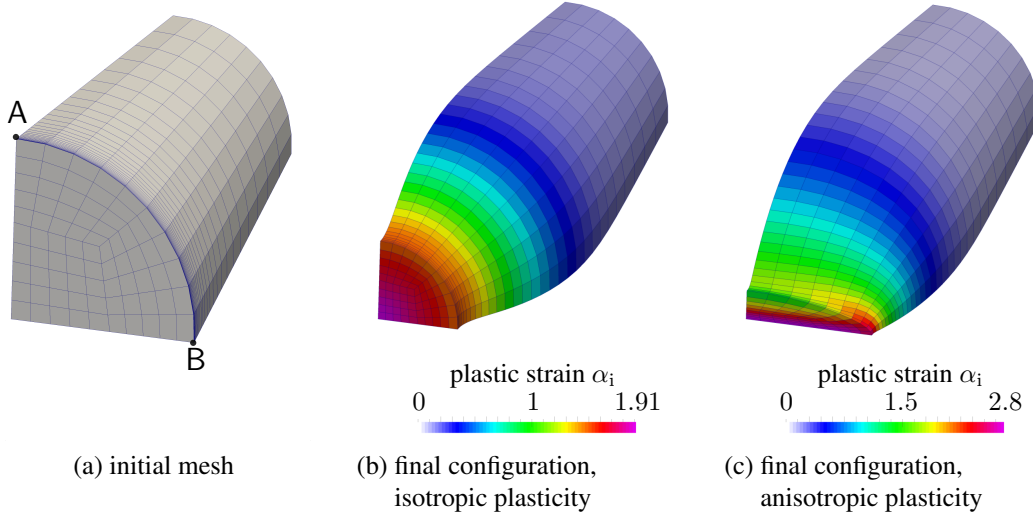 A
B
plastic strain αi
0 1 1.91
plastic strain αi
0 1.5 2.8
(a) initial mesh
(b) final configuration,
isotropic plasticity
(c) final configuration,
anisotropic plasticity